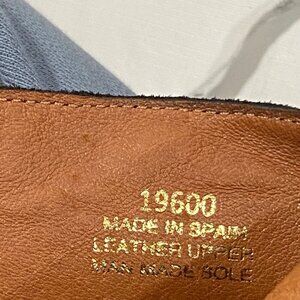 19600
MADE IN SPAIN
LEATHER UPPER
MAN MADE SOLE